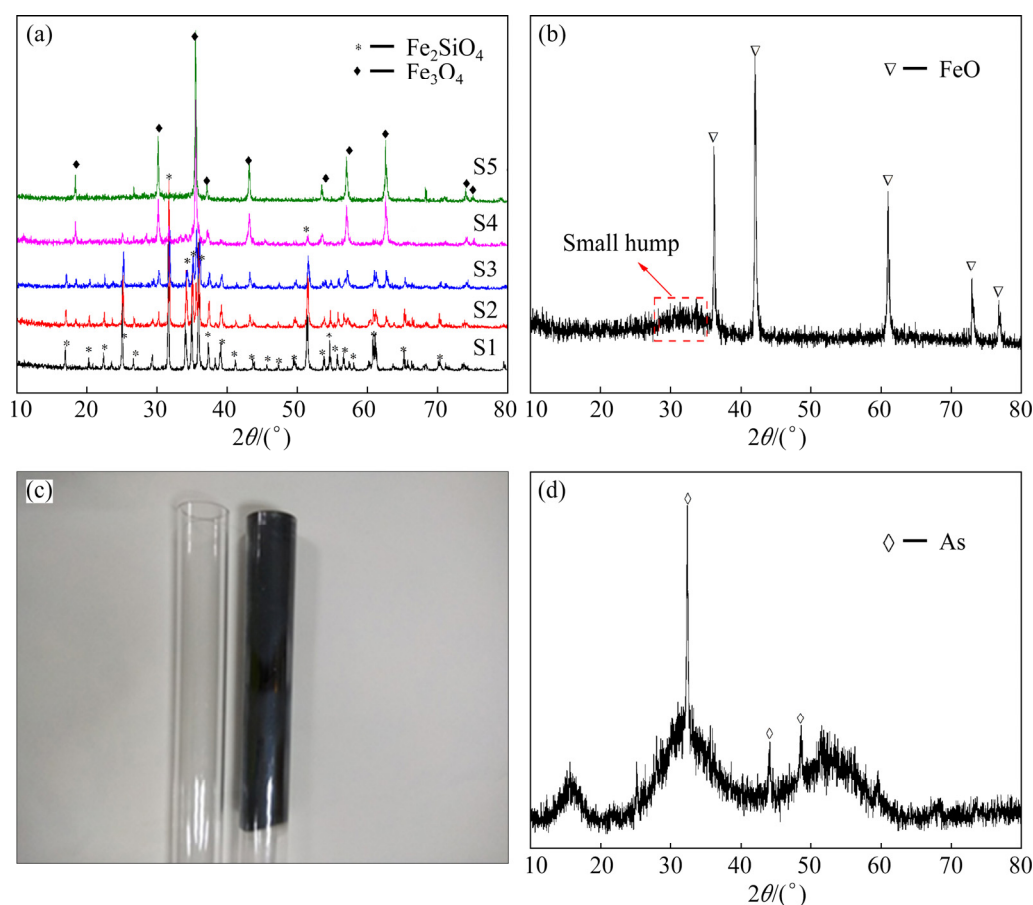 (a)
* — Fe₂SiO₄
♦ — Fe₃O₄
S5
S4
S3
S2
S1
10 20 30 40 50 60 70 80
2θ/(°)
(b)
▽ — FeO
Small hump
10 20 30 40 50 60 70 80
2θ/(°)
(c)
(d)
◇ — As
10 20 30 40 50 60 70 80
2θ/(°)